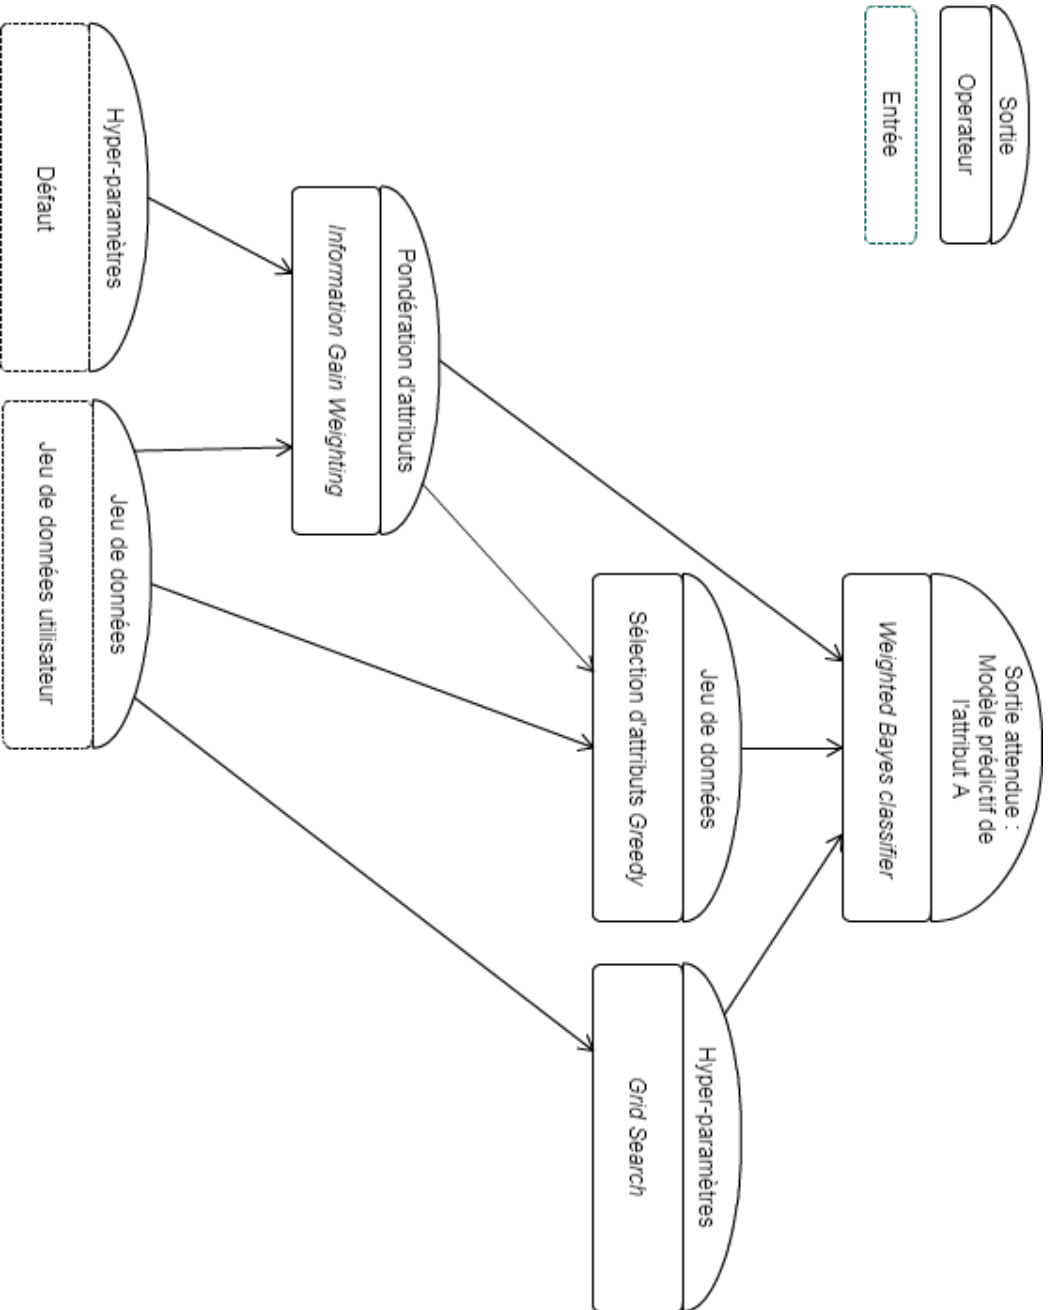 Sortie
Operateur
Entrée
Sortie attendue :
Modèle prédictif de
l'attribut A
Weighted Bayes classifier
Jeu de données
Sélection d'attributs Greedy
Hyper-paramètres
Grid Search
Pondération d'attributs
Information Gain Weighting
Hyper-paramètres
Défaut
Jeu de données
Jeu de données utilisateur